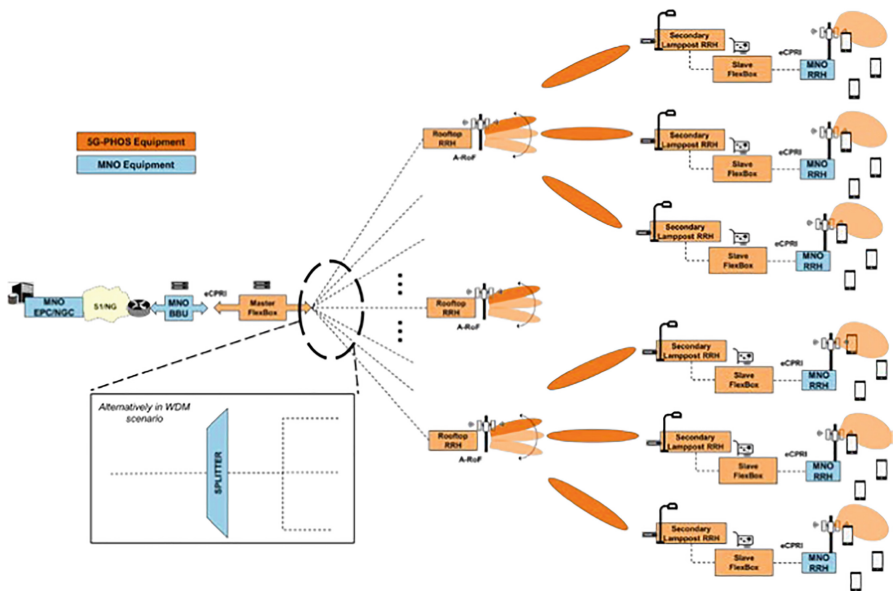 5G-PHOS Equipment
MNO Equipment
MNO
EPC/NGC
S1/NG
MNO
BBU
eCPRI
Master
FlexBox
Alternatively in WDM
scenario
SPLITTER
Rooftop
RRH
A-RoF
Rooftop
RRH
A-RoF
Rooftop
RRH
A-RoF
Secondary
Lamppost RRH
Slave
FlexBox
eCPRI
MNO
RRH
Secondary
Lamppost RRH
Slave
FlexBox
eCPRI
MNO
RRH
Secondary
Lamppost RRH
Slave
FlexBox
eCPRI
MNO
RRH
Secondary
Lamppost RRH
Slave
FlexBox
eCPRI
MNO
RRH
Secondary
Lamppost RRH
Slave
FlexBox
eCPRI
MNO
RRH
Secondary
Lamppost RRH
Slave
FlexBox
eCPRI
MNO
RRH